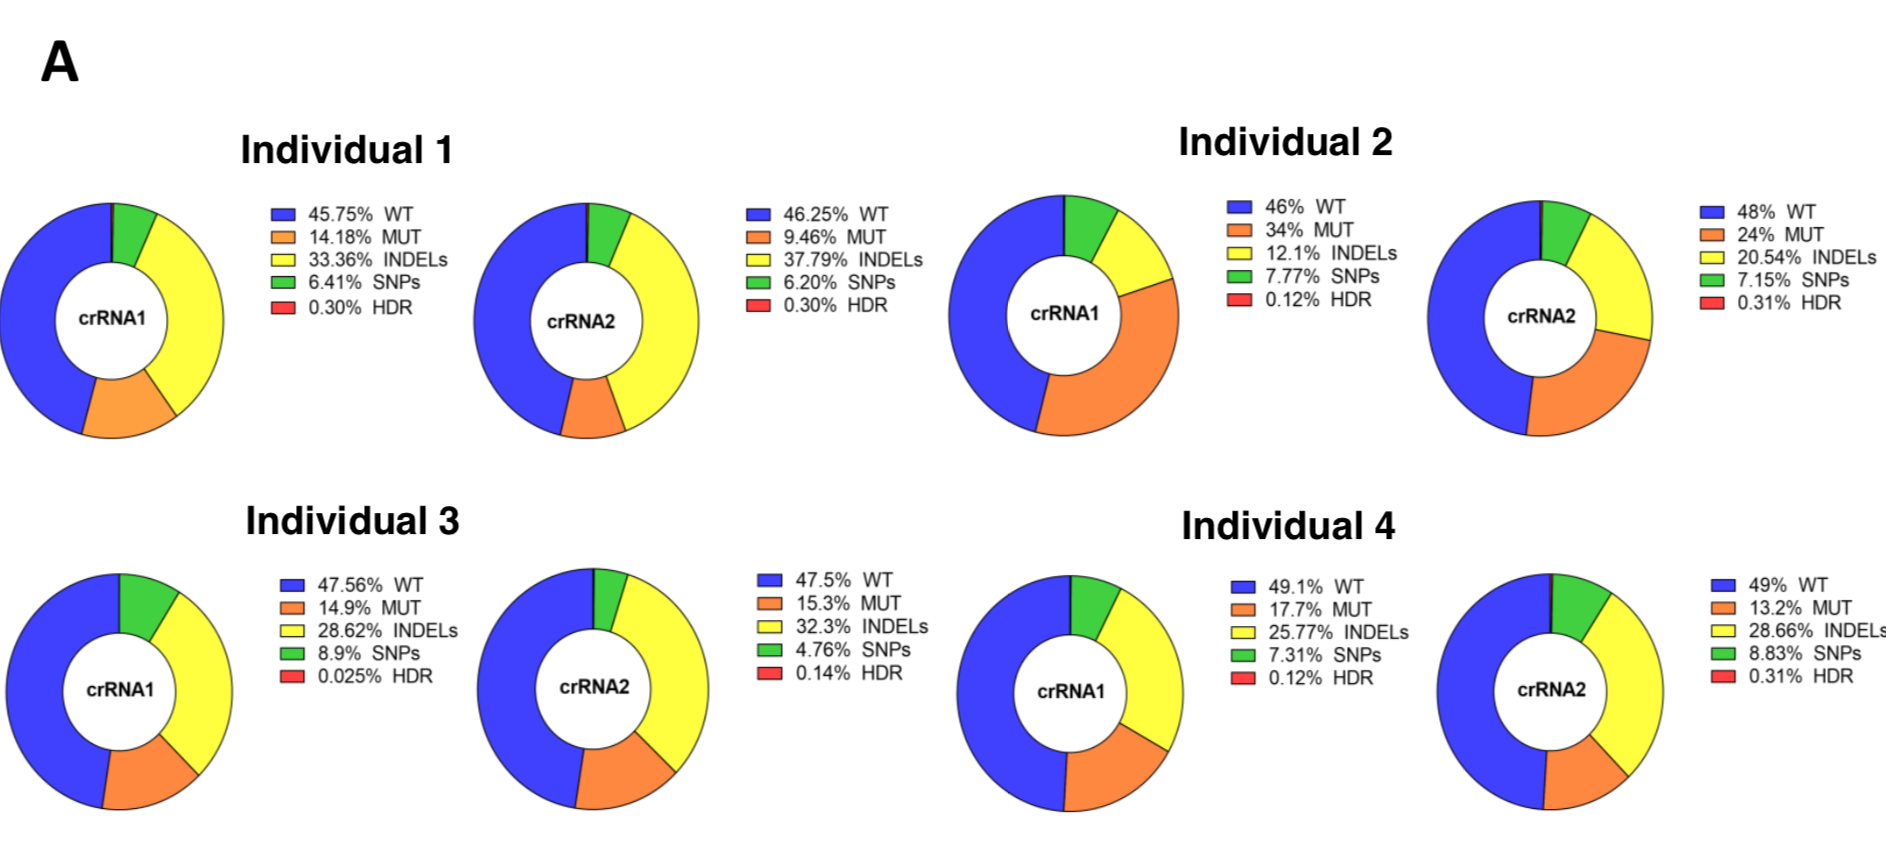 A
Individual 1
crRNA1
45.75% WT
14.18% MUT
33.36% INDELs
6.41% SNPs
0.30% HDR
crRNA2
46.25% WT
9.46% MUT
37.79% INDELs
6.20% SNPs
0.30% HDR
Individual 2
crRNA1
46% WT
34% MUT
12.1% INDELs
7.77% SNPs
0.12% HDR
crRNA2
48% WT
24% MUT
20.54% INDELs
7.15% SNPs
0.31% HDR
Individual 3
crRNA1
47.56% WT
14.9% MUT
28.62% INDELs
8.9% SNPs
0.025% HDR
crRNA2
47.5% WT
15.3% MUT
32.3% INDELs
4.76% SNPs
0.14% HDR
Individual 4
crRNA1
49.1% WT
17.7% MUT
25.77% INDELs
7.31% SNPs
0.12% HDR
crRNA2
49% WT
13.2% MUT
28.66% INDELs
8.83% SNPs
0.31% HDR